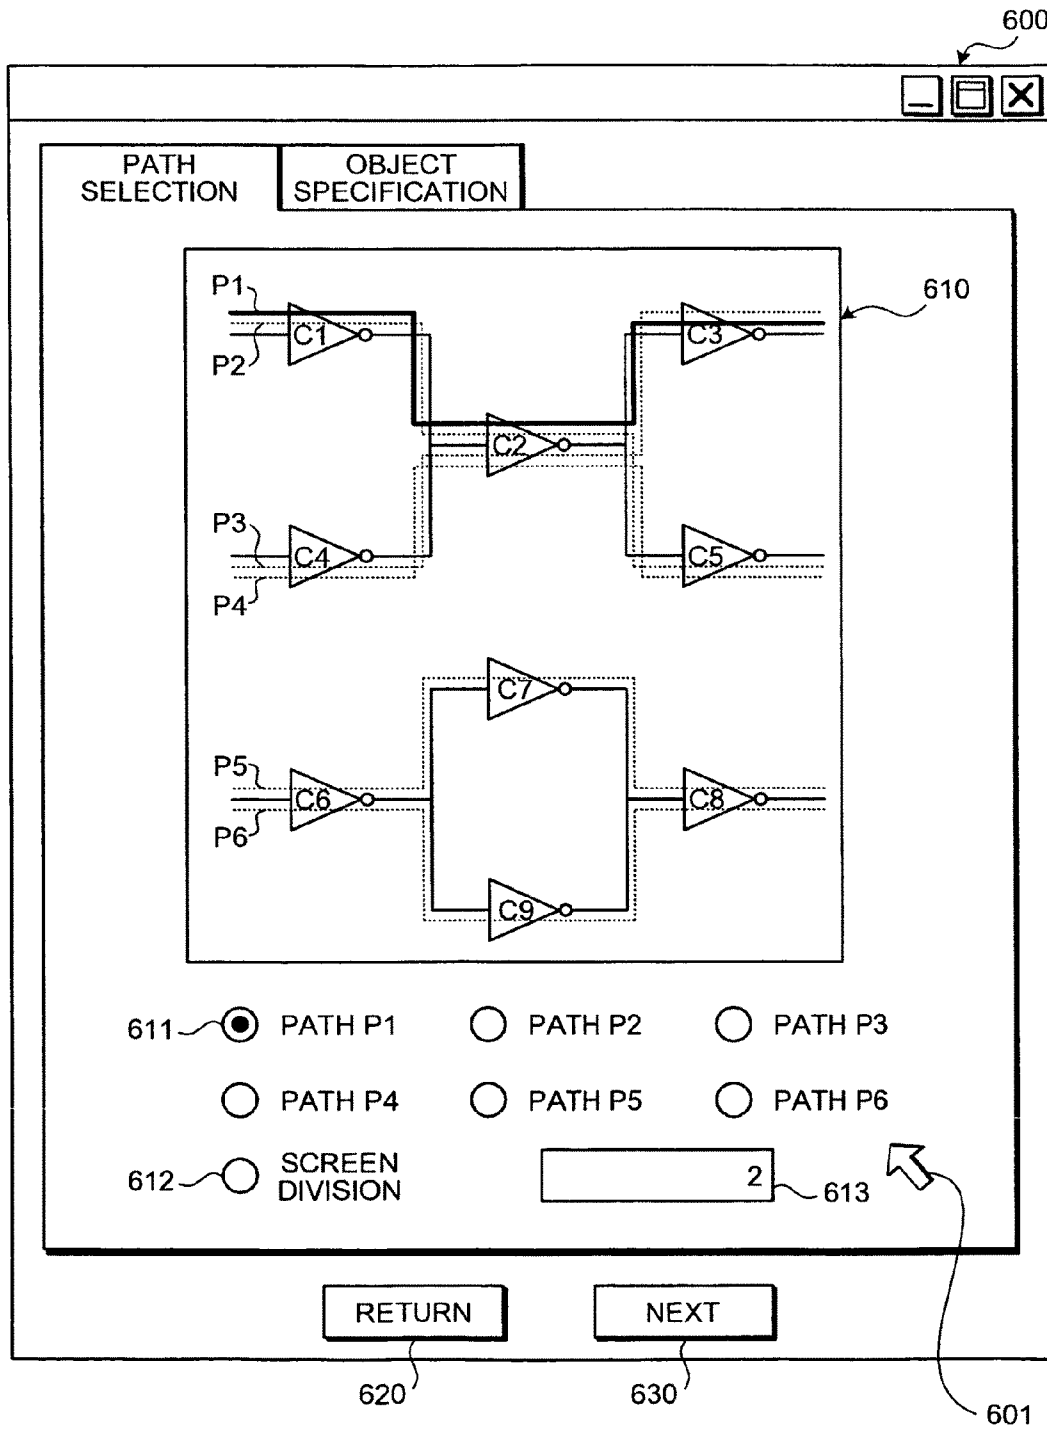 600
PATH
SELECTION
OBJECT
SPECIFICATION
610
P1
P2
C1
C3
C2
P3
P4
C4
C5
C7
P5
P6
C6
C8
C9
611
PATH P1
PATH P2
PATH P3
PATH P4
PATH P5
PATH P6
612
SCREEN
DIVISION
2
613
RETURN
NEXT
620
630
601